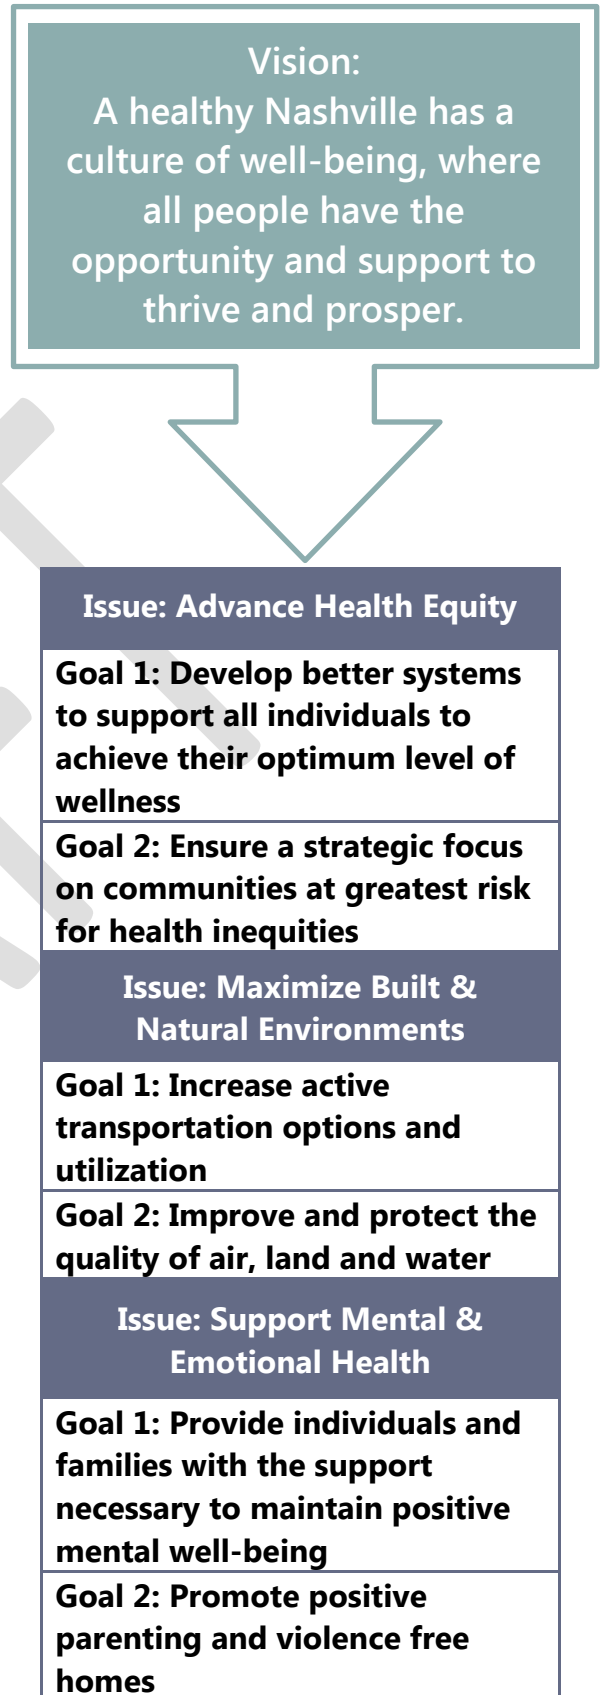 Vision:
A healthy Nashville has a
culture of well-being, where
all people have the
opportunity and support to
thrive and prosper.
Issue: Advance Health Equity
Goal 1: Develop better systems
to support all individuals to
achieve their optimum level of
wellness
Goal 2: Ensure a strategic focus
on communities at greatest risk
for health inequities
Issue: Maximize Built &
Natural Environments
Goal 1: Increase active
transportation options and
utilization
Goal 2: Improve and protect the
quality of air, land and water
Issue: Support Mental &
Emotional Health
Goal 1: Provide individuals and
families with the support
necessary to maintain positive
mental well-being
Goal 2: Promote positive
parenting and violence free
homes